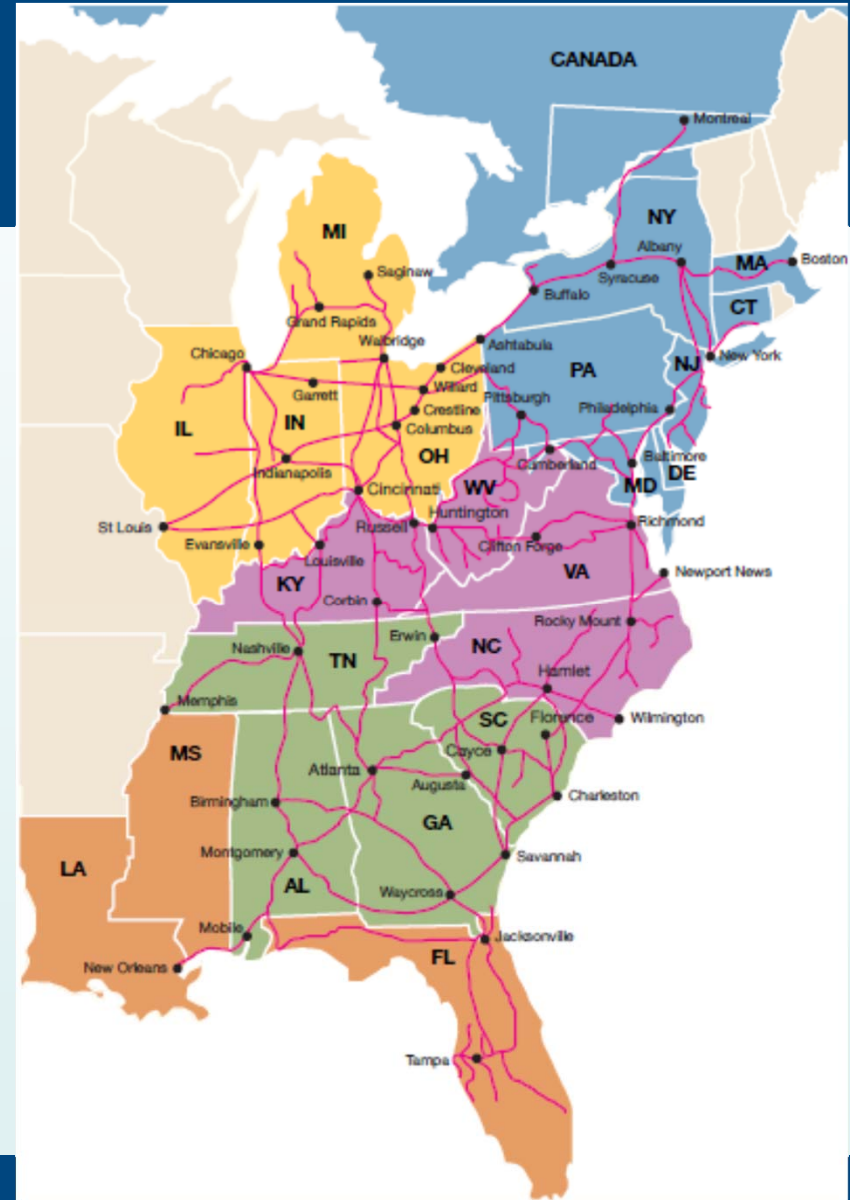 CANADA
Montreal
NY
MI
Albany
MA
Boston
Saginaw
Syracuse
Buffalo
CT
Grand Rapids
Walbridge
Ashtabula
Chicago
NJ
New York
Cleveland
PA
Willard
Garrett
Pittsburgh
Crestline
Philadelphia
IL
IN
Columbus
OH
Baltimore
Cumberland
Indianapolis
DE
MD
WV
Cincinnati
Huntington
St Louis
Russell
Richmond
Evansville
Clifton Forge
Louisville
VA
Newport News
KY
Corbin
Rocky Mount
Erwin
NC
Nashville
TN
Hamlet
Memphis
SC
Florence
Wilmington
MS
Cayce
Atlanta
Augusta
Charleston
Birmingham
GA
Montgomery
Savannah
LA
AL
Waycross
Mobile
Jacksonville
FL
New Orleans
Tampa